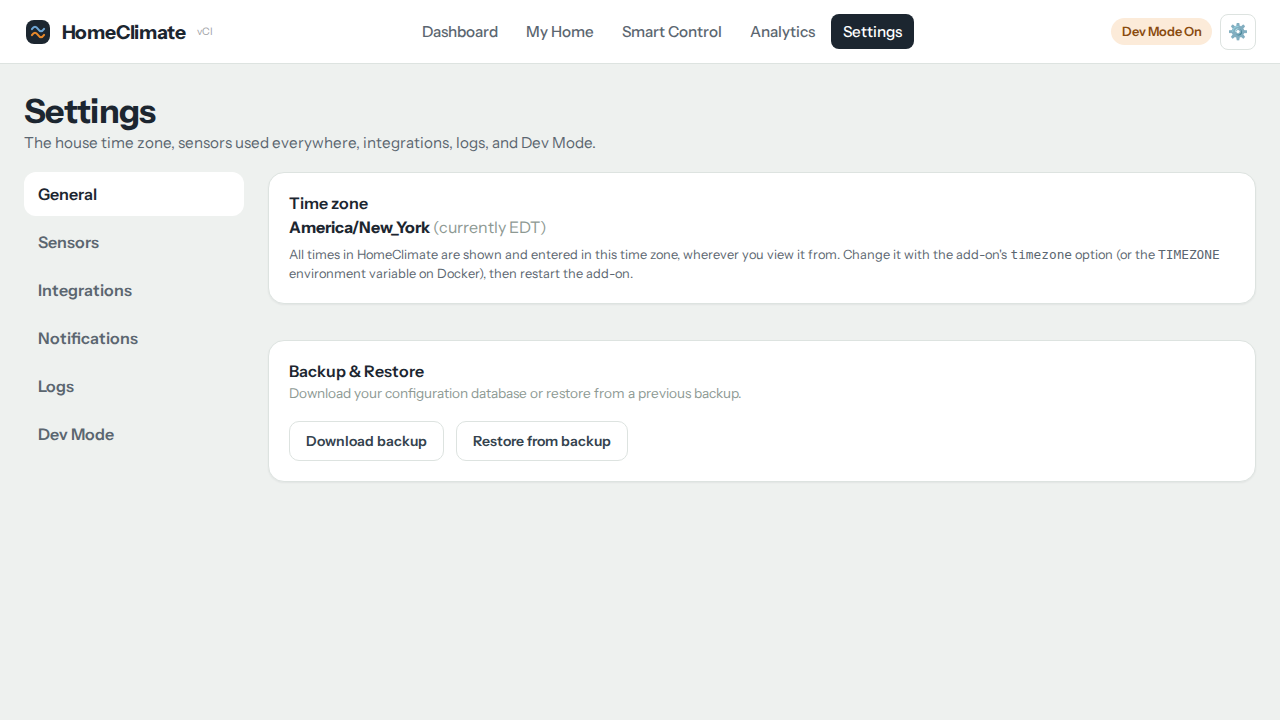 HomeClimate vCI
Dashboard
My Home
Smart Control
Analytics
Settings
Dev Mode On
Settings
The house time zone, sensors used everywhere, integrations, logs, and Dev Mode.
General
Sensors
Integrations
Notifications
Logs
Dev Mode
Time zone
America/New_York (currently EDT)
All times in HomeClimate are shown and entered in this time zone, wherever you view it from. Change it with the add-on's timezone option (or the TIMEZONE
environment variable on Docker), then restart the add-on.
Backup & Restore
Download your configuration database or restore from a previous backup.
Download backup
Restore from backup